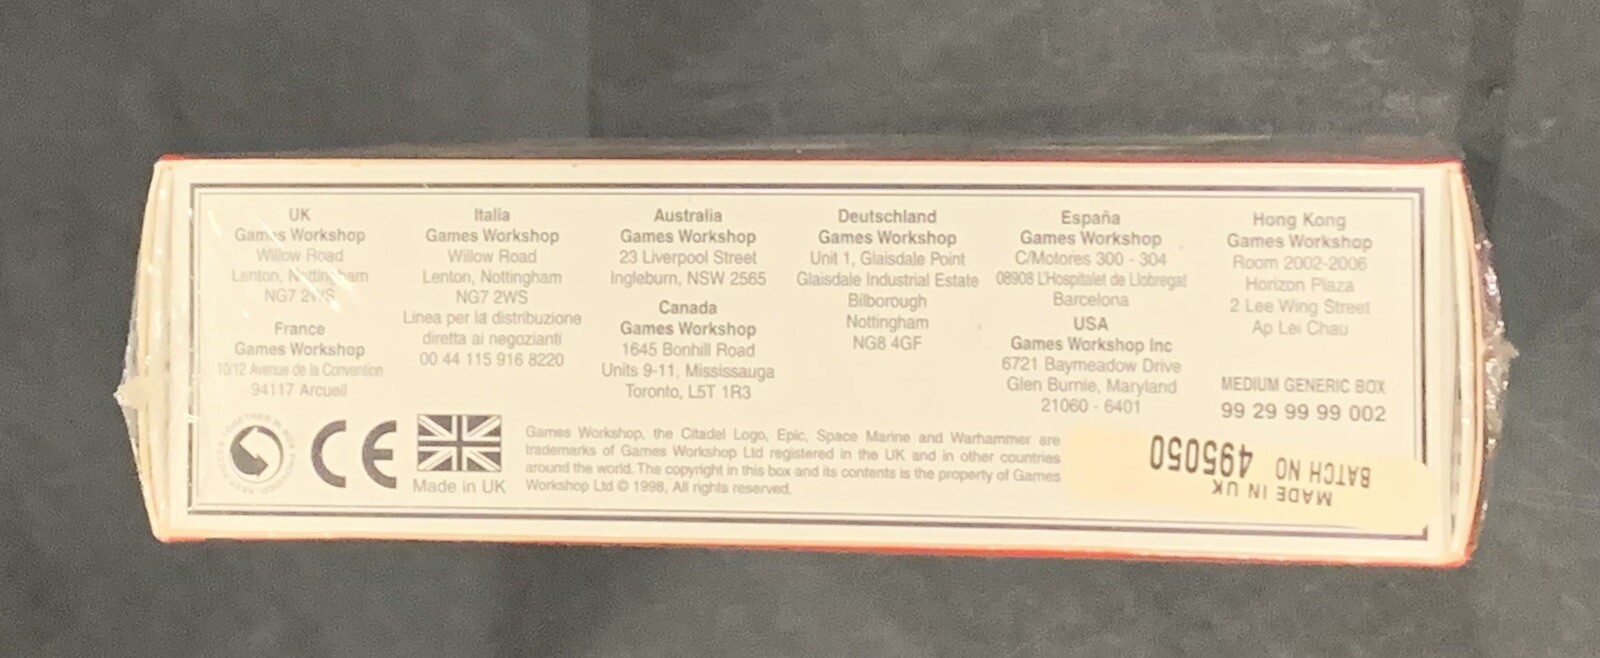 UK
Games Workshop
Willow Road
Lenton, Nottingham
NG7 2WS
France
Games Workshop
10/12 Avenue de la Convention
94117 Arcueil
Italia
Games Workshop
Willow Road
Lenton, Nottingham
NG7 2WS
Linea per la distribuzione
diretta ai negozianti
00 44 115 916 8220
Australia
Games Workshop
23 Liverpool Street
Ingleburn, NSW 2565
Canada
Games Workshop
1645 Bonhill Road
Units 9-11, Mississauga
Toronto, L5T 1R3
Deutschland
Games Workshop
Unit 1, Glaisdale Point
Glaisdale Industrial Estate
Bilborough
Nottingham
NG8 4GF
España
Games Workshop
C/Motores 300 - 304
08908 L'Hospitalet de Llobregat
Barcelona
USA
Games Workshop Inc
6721 Baymeadow Drive
Glen Burnie, Maryland
21060 - 6401
Hong Kong
Games Workshop
Room 2002-2006
Horizon Plaza
2 Lee Wing Street
Ap Lei Chau
MEDIUM GENERIC BOX
99 29 99 99 002
CE
Made in UK
Games Workshop, the Citadel Logo, Epic, Space Marine and Warhammer are
trademarks of Games Workshop Ltd registered in the UK and in other countries
around the world. The copyright in this box and its contents is the property of Games
Workshop Ltd © 1998, All rights reserved.
MADE IN UK
BATCH NO 495050